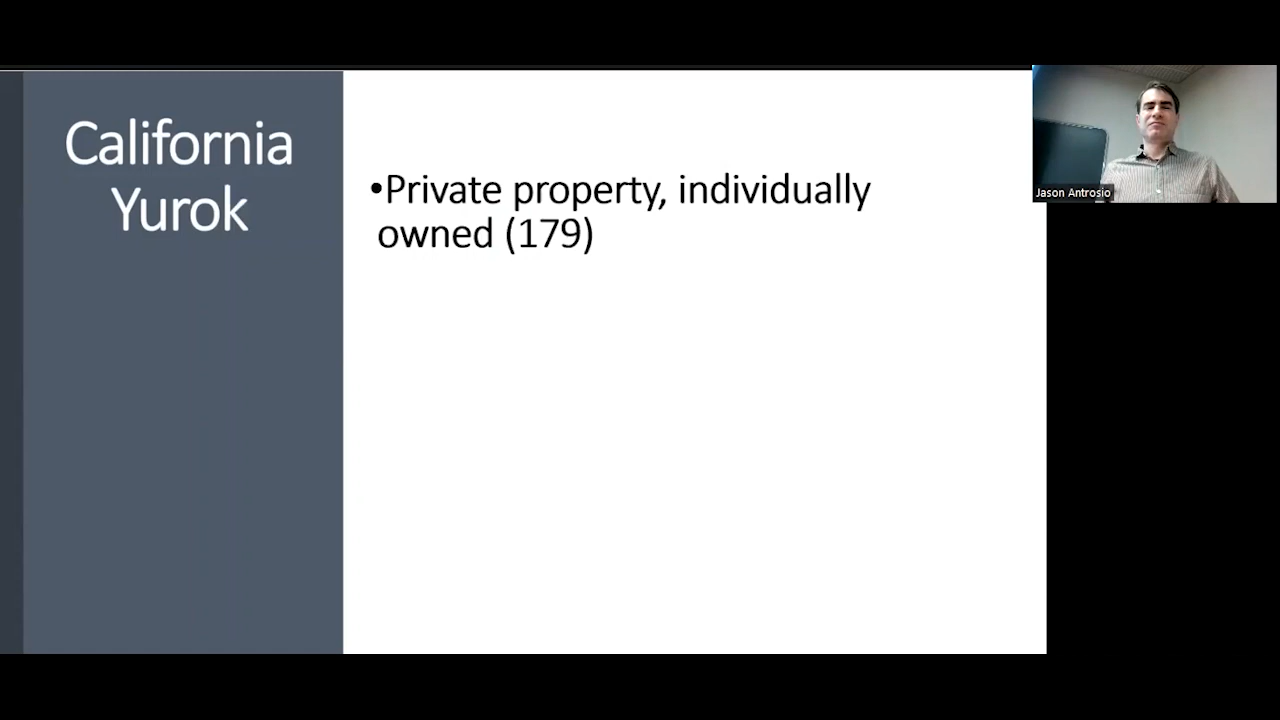 California
Yurok
•Private property, individually
owned (179)
Jason Antrosio